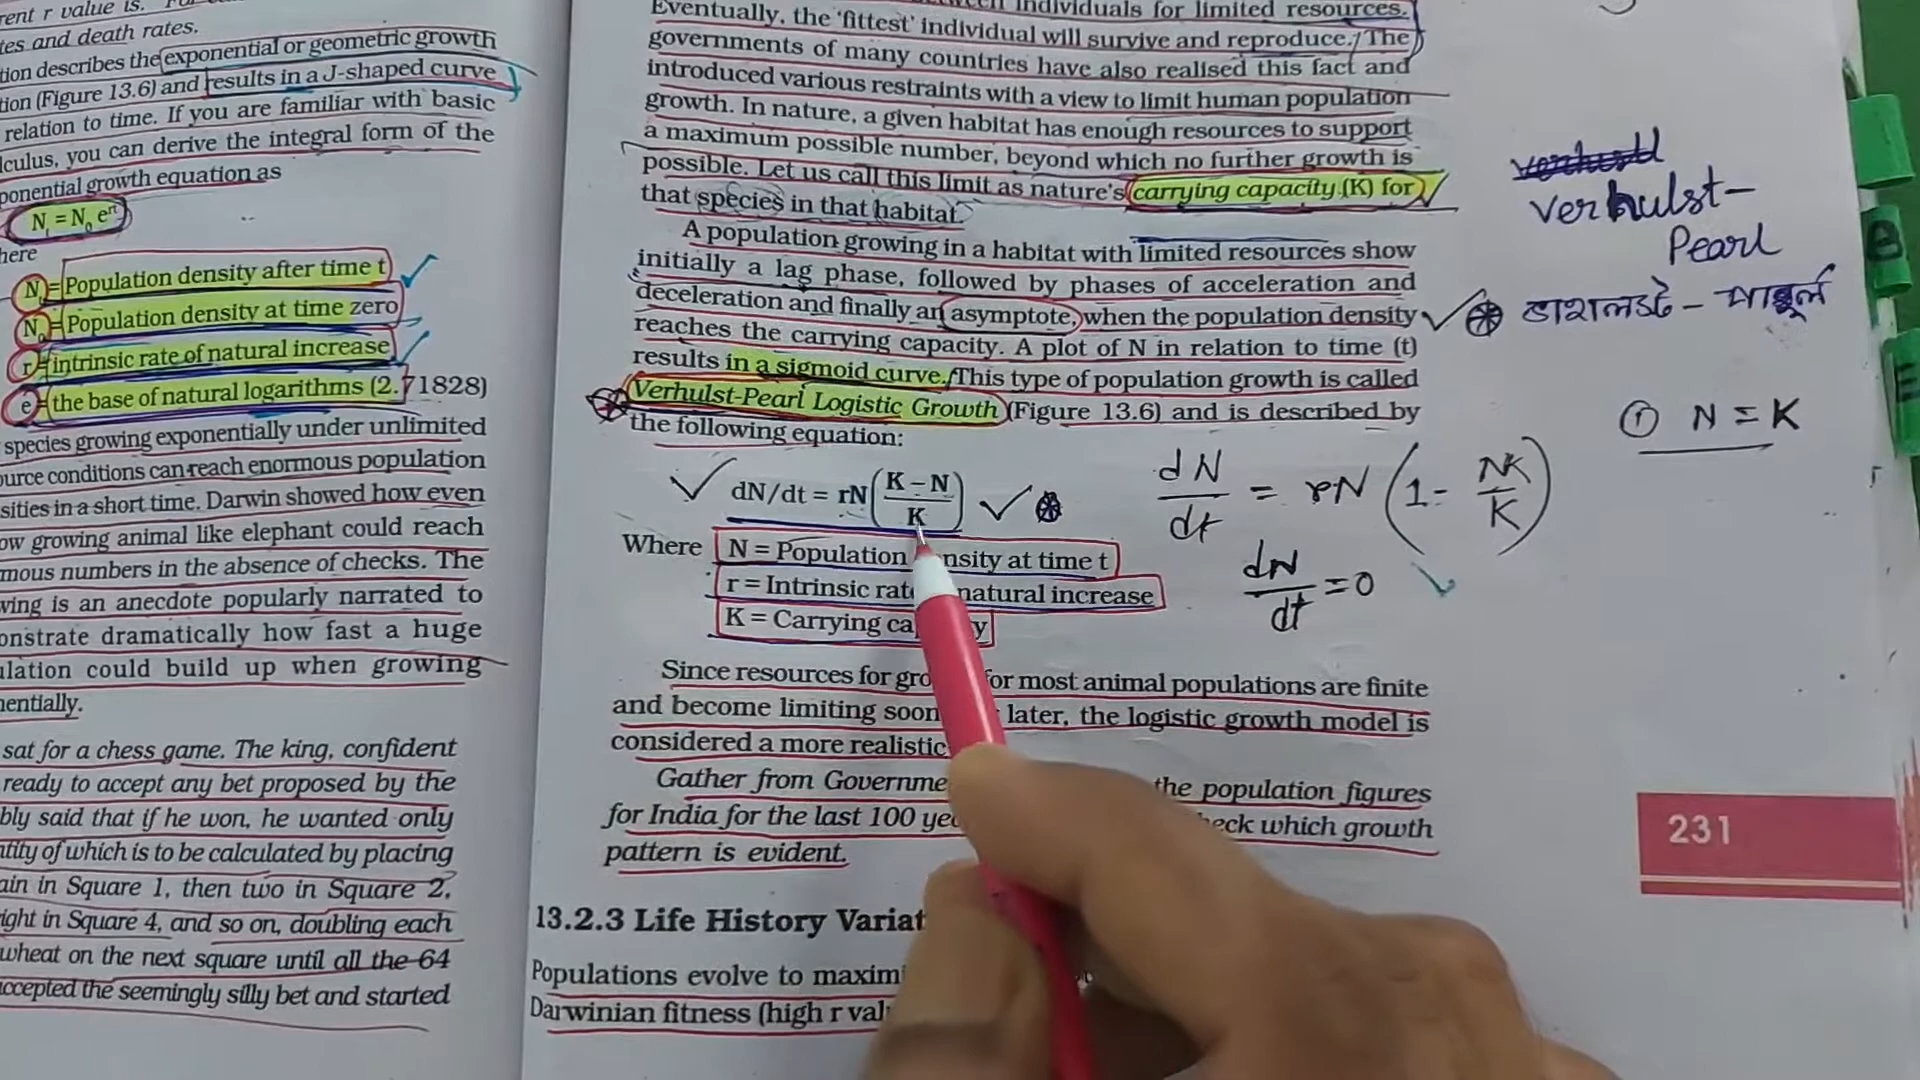 rent r value is.
tes and death rates.
tion describes the exponential or geometric growth
tion (Figure 13.6) and results in a J-shaped curve
relation to time. If you are familiar with basic
lculus, you can derive the integral form of the
ponential growth equation as
Nt = N0 e^rt
here
Nt = Population density after time t
N0 = Population density at time zero
r = intrinsic rate of natural increase
e = the base of natural logarithms (2.71828)
species growing exponentially under unlimited
ource conditions can reach enormous population
sities in a short time. Darwin showed how even
ow growing animal like elephant could reach
mous numbers in the absence of checks. The
wing is an anecdote popularly narrated to
onstrate dramatically how fast a huge
ulation could build up when growing
nentially.
sat for a chess game. The king, confident
ready to accept any bet proposed by the
bly said that if he won, he wanted only
ntity of which is to be calculated by placing
ain in Square 1, then two in Square 2,
ight in Square 4, and so on, doubling each
wheat on the next square until all the 64
accepted the seemingly silly bet and started
individuals for limited resources.
Eventually, the 'fittest' individual will survive and reproduce. The
governments of many countries have also realised this fact and
introduced various restraints with a view to limit human population
growth. In nature, a given habitat has enough resources to support
a maximum possible number, beyond which no further growth is
possible. Let us call this limit as nature's carrying capacity (K) for
that species in that habitat.
A population growing in a habitat with limited resources show
initially a lag phase, followed by phases of acceleration and
deceleration and finally an asymptote, when the population density
reaches the carrying capacity. A plot of N in relation to time (t)
results in a sigmoid curve. This type of population growth is called
Verhulst-Pearl Logistic Growth (Figure 13.6) and is described by
the following equation:
dN/dt = rN (K – N / K)
Where N = Population density at time t
r = Intrinsic rate natural increase
K = Carrying ca y
Since resources for gro for most animal populations are finite
and become limiting soon later, the logistic growth model is
considered a more realistic
Gather from Governme the population figures
for India for the last 100 ye eck which growth
pattern is evident.
13.2.3 Life History Variat
Populations evolve to maxim
Darwinian fitness (high r val
verhulst-
Pearl
① N = K
dN/dt = rN (1 - NK/K)
dN/dt = 0
231